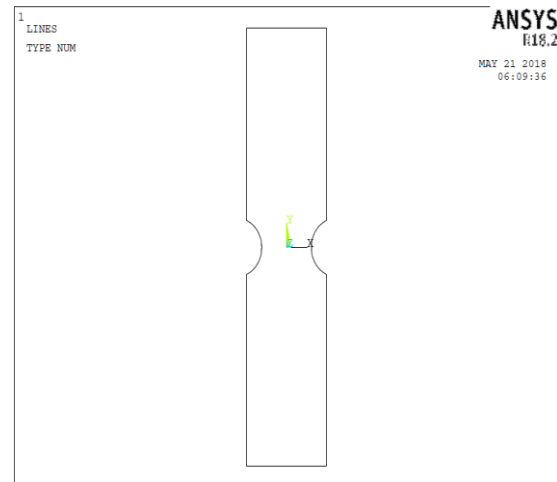 1
LINES
TYPE NUM
ANSYS
R18.2
MAY 21 2018
06:09:36
Y
Z X